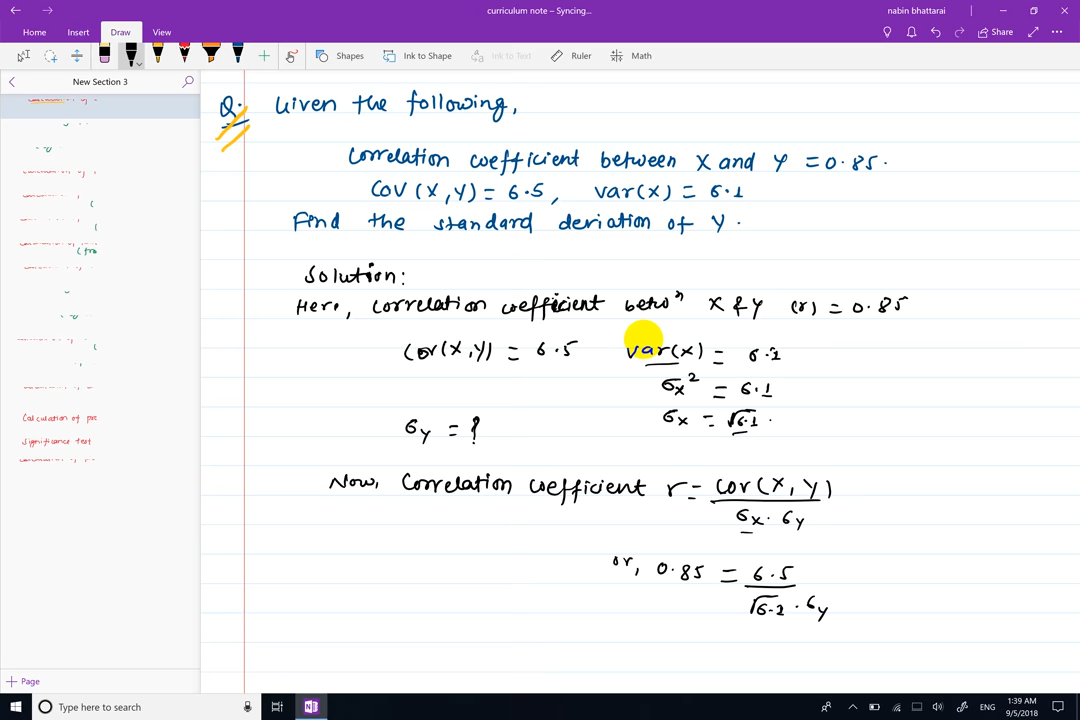 curriculum note – Syncing...
nabin bhattarai
Home Insert Draw View
Share
Shapes Ink to Shape Ink to Text Ruler Math
New Section 3
Calculation of pre
Significance test
Page
Q. Given the following,
Correlation coefficient between X and Y = 0.85.
COV (X, Y) = 6.5, var(x) = 6.1
Find the standard deviation of Y.
Solution:
Here, correlation coefficient betwⁿ X & Y (r) = 0.85
Cov(X, Y) = 6.5 var(x) = 6.1
σx² = 6.1
σx = √6.1 .
σy = ?
Now, Correlation coefficient r = cov(X, Y) / σx . σy
or, 0.85 = 6.5 / √6.1 . σy
Type here to search
ENG
1:39 AM
9/5/2018